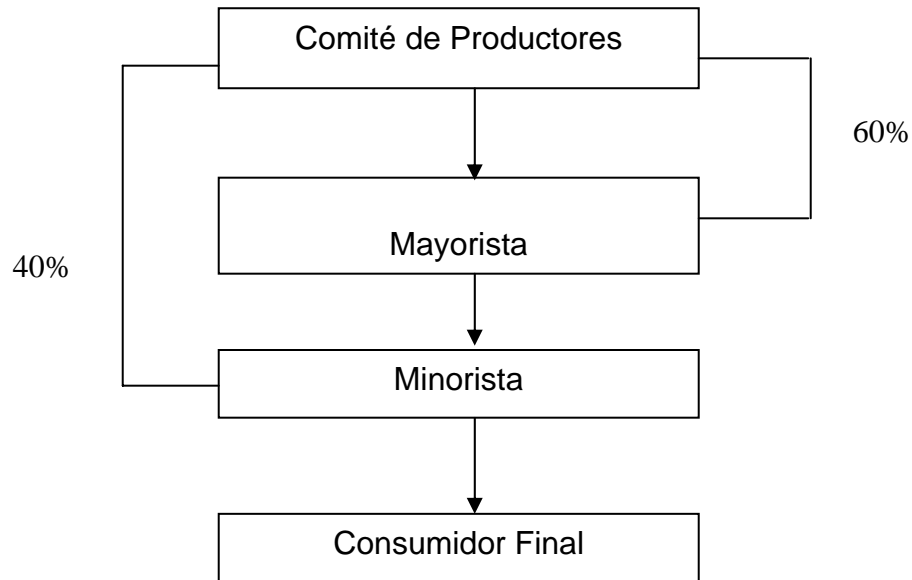 Comité de Productores
60%
Mayorista
40%
Minorista
Consumidor Final